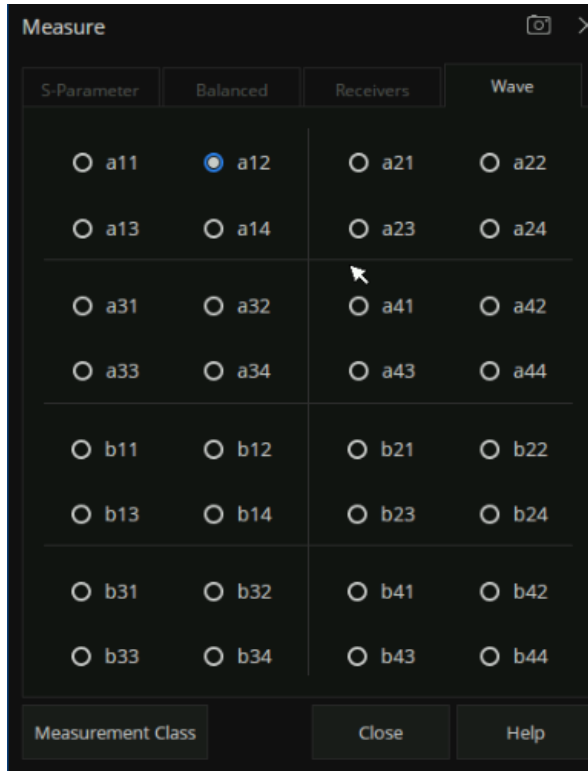 Measure
S-Parameter Balanced Receivers Wave
a11 a12 a21 a22
a13 a14 a23 a24
a31 a32 a41 a42
a33 a34 a43 a44
b11 b12 b21 b22
b13 b14 b23 b24
b31 b32 b41 b42
b33 b34 b43 b44
Measurement Class Close Help